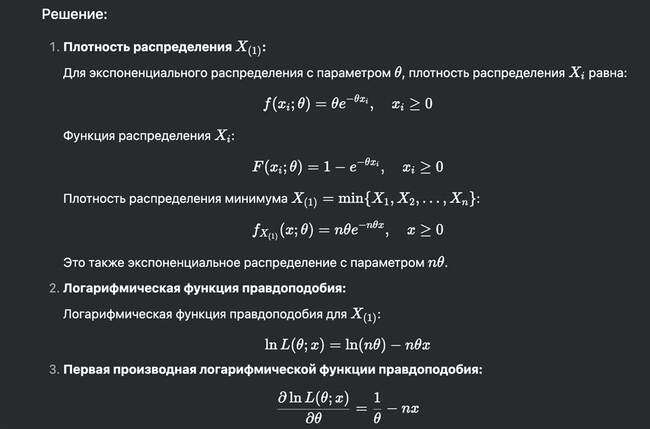 Решение:
1. Плотность распределения X₍₁₎:
Для экспоненциального распределения с параметром θ, плотность распределения Xᵢ равна:
f(xᵢ; θ) = θe^{−θxᵢ}, xᵢ ≥ 0
Функция распределения Xᵢ:
F(xᵢ; θ) = 1 − e^{−θxᵢ}, xᵢ ≥ 0
Плотность распределения минимума X₍₁₎ = min{X₁, X₂, . . . , Xₙ}:
f_{X₍₁₎}(x; θ) = nθe^{−nθx}, x ≥ 0
Это также экспоненциальное распределение с параметром nθ.
2. Логарифмическая функция правдоподобия:
Логарифмическая функция правдоподобия для X₍₁₎:
ln L(θ; x) = ln(nθ) − nθx
3. Первая производная логарифмической функции правдоподобия:
∂ ln L(θ; x)/∂θ = 1/θ − nx